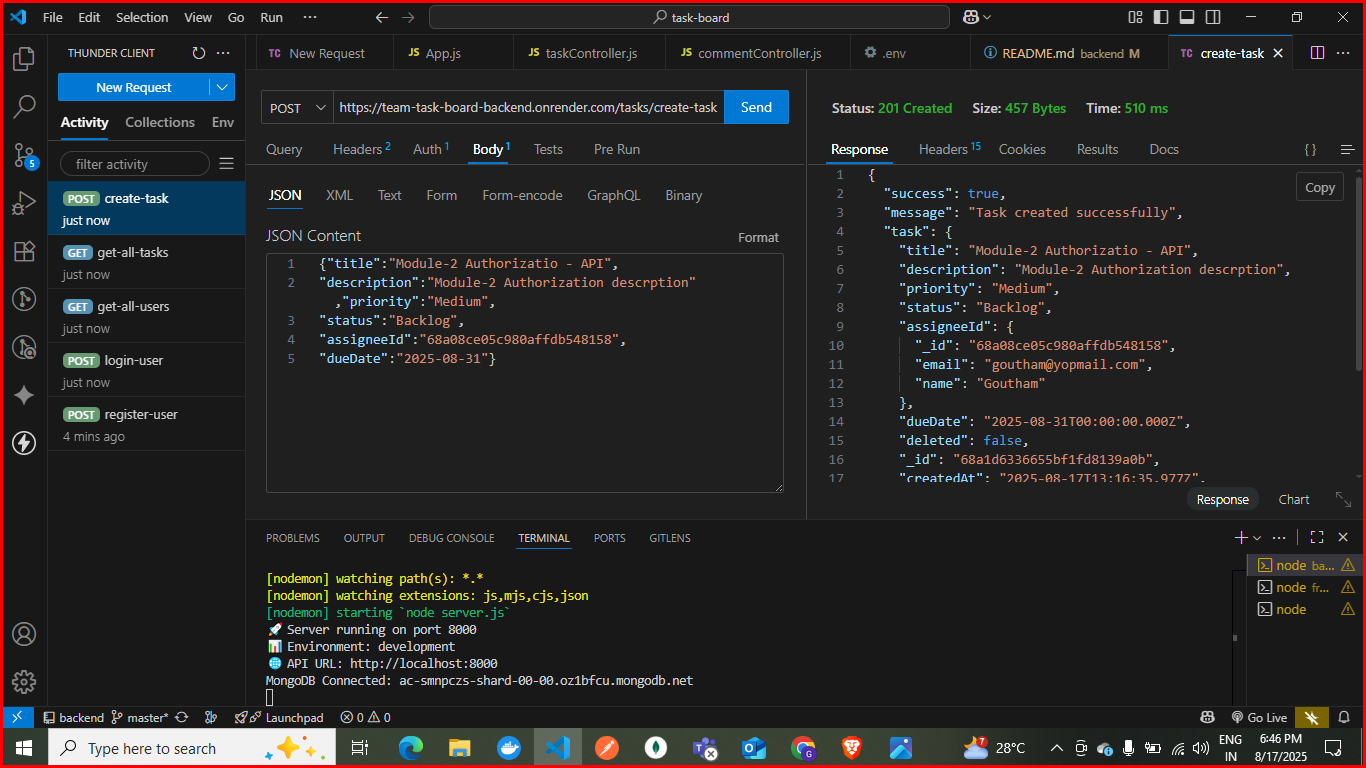 File Edit Selection View Go Run ··· task-board
THUNDER CLIENT
New Request
Activity Collections Env
filter activity
POST create-task
just now
GET get-all-tasks
just now
GET get-all-users
just now
POST login-user
just now
POST register-user
4 mins ago
5
TC New Request JS App.js JS taskController.js JS commentController.js .env README.md backend M TC create-task
POST https://team-task-board-backend.onrender.com/tasks/create-task Send
Query Headers 2 Auth 1 Body 1 Tests Pre Run
JSON XML Text Form Form-encode GraphQL Binary
JSON Content Format
1 {"title":"Module-2 Authorizatio - API",
2 "description":"Module-2 Authorization descrption"
,"priority":"Medium",
3 "status":"Backlog",
4 "assigneeId":"68a08ce05c980affdb548158",
5 "dueDate":"2025-08-31"}
Status: 201 Created Size: 457 Bytes Time: 510 ms
Response Headers 15 Cookies Results Docs { }
Copy
1 {
2 "success": true,
3 "message": "Task created successfully",
4 "task": {
5 "title": "Module-2 Authorizatio - API",
6 "description": "Module-2 Authorization descrption",
7 "priority": "Medium",
8 "status": "Backlog",
9 "assigneeId": {
10 "_id": "68a08ce05c980affdb548158",
11 "email": "goutham@yopmail.com",
12 "name": "Goutham"
13 },
14 "dueDate": "2025-08-31T00:00:00.000Z",
15 "deleted": false,
16 "_id": "68a1d6336655bf1fd8139a0b",
17 "createdAt": "2025-08-17T13:16:35.977Z",
Response Chart
PROBLEMS OUTPUT DEBUG CONSOLE TERMINAL PORTS GITLENS
[nodemon] watching path(s): *.*
[nodemon] watching extensions: js,mjs,cjs,json
[nodemon] starting `node server.js`
🚀 Server running on port 8000
📊 Environment: development
🌐 API URL: http://localhost:8000
MongoDB Connected: ac-smnpczs-shard-00-00.oz1bfcu.mongodb.net
node ba...
node fr...
node
backend master* Launchpad 0 0 Go Live
Type here to search 7 28°C ENG IN 6:46 PM 8/17/2025